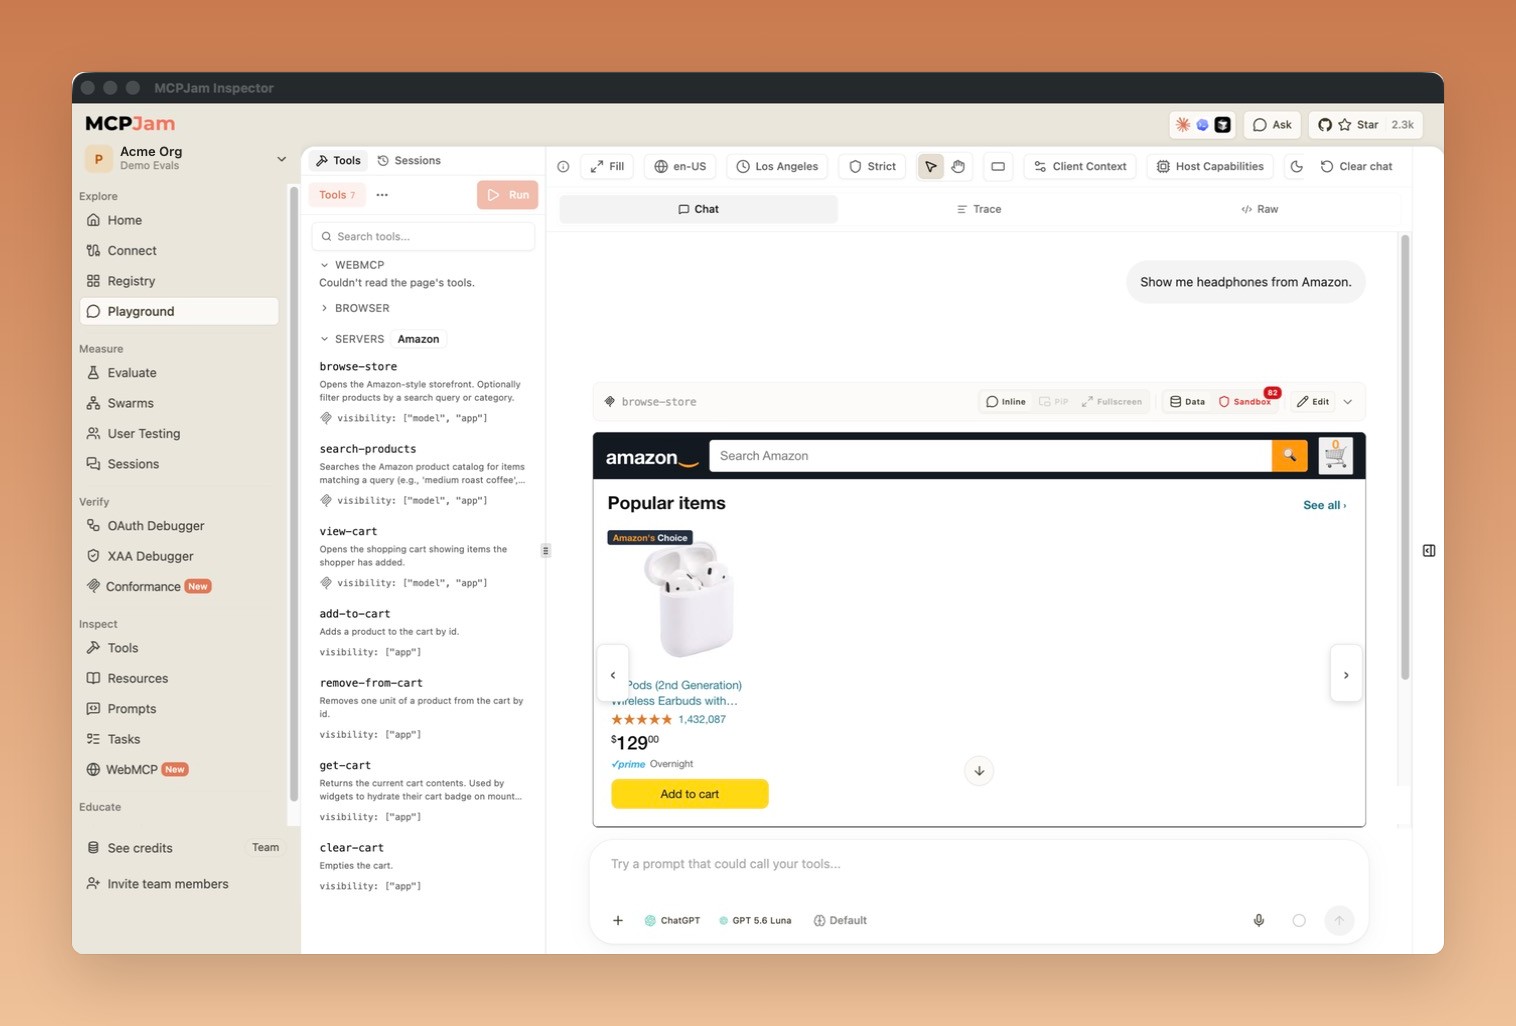 MCPJam Inspector
MCPJam
Ask
Star 2.3k
P
Acme Org
Demo Evals
Explore
Home
Connect
Registry
Playground
Measure
Evaluate
Swarms
User Testing
Sessions
Verify
OAuth Debugger
XAA Debugger
Conformance New
Inspect
Tools
Resources
Prompts
Tasks
WebMCP New
Educate
See credits Team
Invite team members
Tools Sessions
Tools 7 ••• Run
Search tools...
WEBMCP
Couldn't read the page's tools.
BROWSER
SERVERS Amazon
browse-store
Opens the Amazon-style storefront. Optionally
filter products by a search query or category.
visibility: ["model", "app"]
search-products
Searches the Amazon product catalog for items
matching a query (e.g., 'medium roast coffee',...
visibility: ["model", "app"]
view-cart
Opens the shopping cart showing items the
shopper has added.
visibility: ["model", "app"]
add-to-cart
Adds a product to the cart by id.
visibility: ["app"]
remove-from-cart
Removes one unit of a product from the cart by
id.
visibility: ["app"]
get-cart
Returns the current cart contents. Used by
widgets to hydrate their cart badge on mount...
visibility: ["app"]
clear-cart
Empties the cart.
visibility: ["app"]
Fill en-US Los Angeles Strict Client Context Host Capabilities Clear chat
Chat Trace Raw
Show me headphones from Amazon.
browse-store Inline PIP Fullscreen Data Sandbox 82 Edit
amazon Search Amazon 0
Popular items See all ›
Amazon's Choice
Pods (2nd Generation)
Wireless Earbuds with...
★★★★★ 1,432,087
$12900
✓prime Overnight
Add to cart
Try a prompt that could call your tools...
+ ChatGPT GPT 5.6 Luna Default